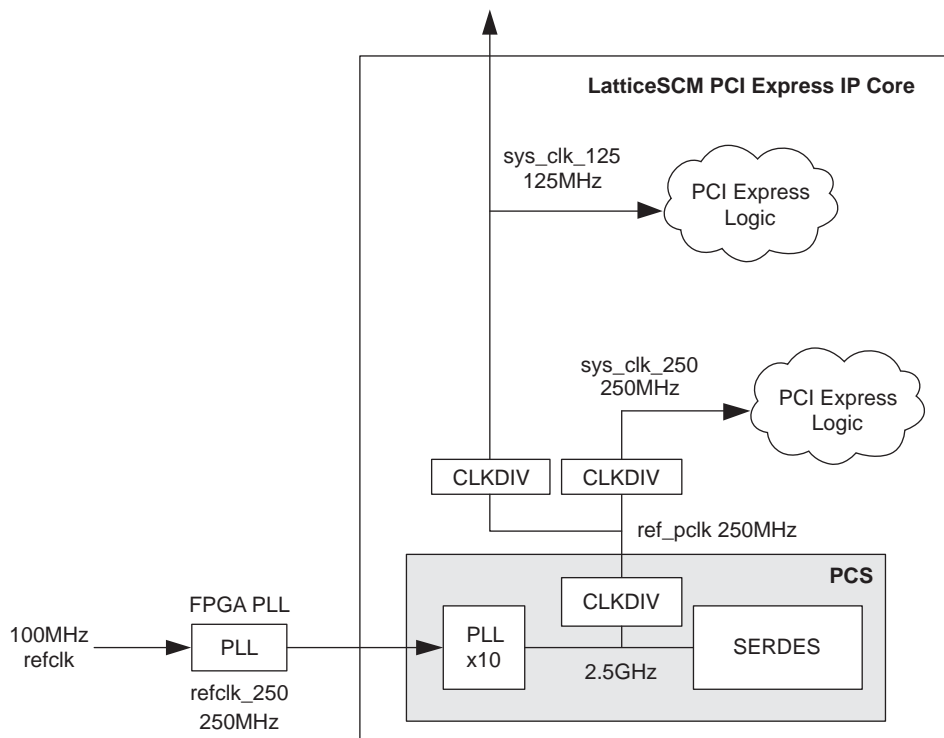 LatticeSCM PCI Express IP Core
sys_clk_125
125MHz
PCI Express
Logic
sys_clk_250
250MHz
PCI Express
Logic
CLKDIV
CLKDIV
ref_pclk 250MHz
PCS
CLKDIV
FPGA PLL
100MHz
refclk
PLL
PLL
x10
2.5GHz
SERDES
refclk_250
250MHz